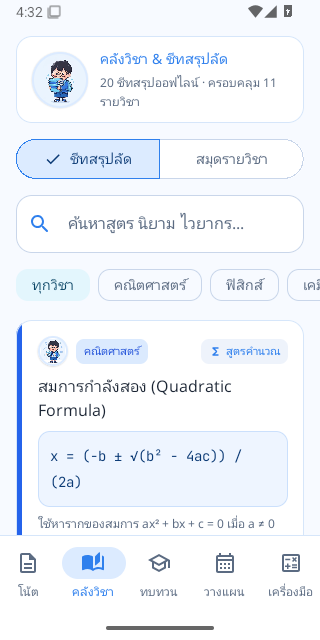 4:32
คลังวิชา & ชีทสรุปลัด
20 ชีทสรุปออฟไลน์ · ครอบคลุม 11
รายวิชา
ชีทสรุปลัด
สมุดรายวิชา
ค้นหาสูตร นิยาม ไวยากร...
ทุกวิชา
คณิตศาสตร์
ฟิสิกส์
เคมี
คณิตศาสตร์
Σ สูตรคำนวณ
สมการกำลังสอง (Quadratic
Formula)
x = (-b ± √(b² - 4ac)) /
(2a)
ใช้หารากของสมการ ax² + bx + c = 0 เมื่อ a ≠ 0
โน้ต
คลังวิชา
ทบทวน
วางแผน
เครื่องมือ